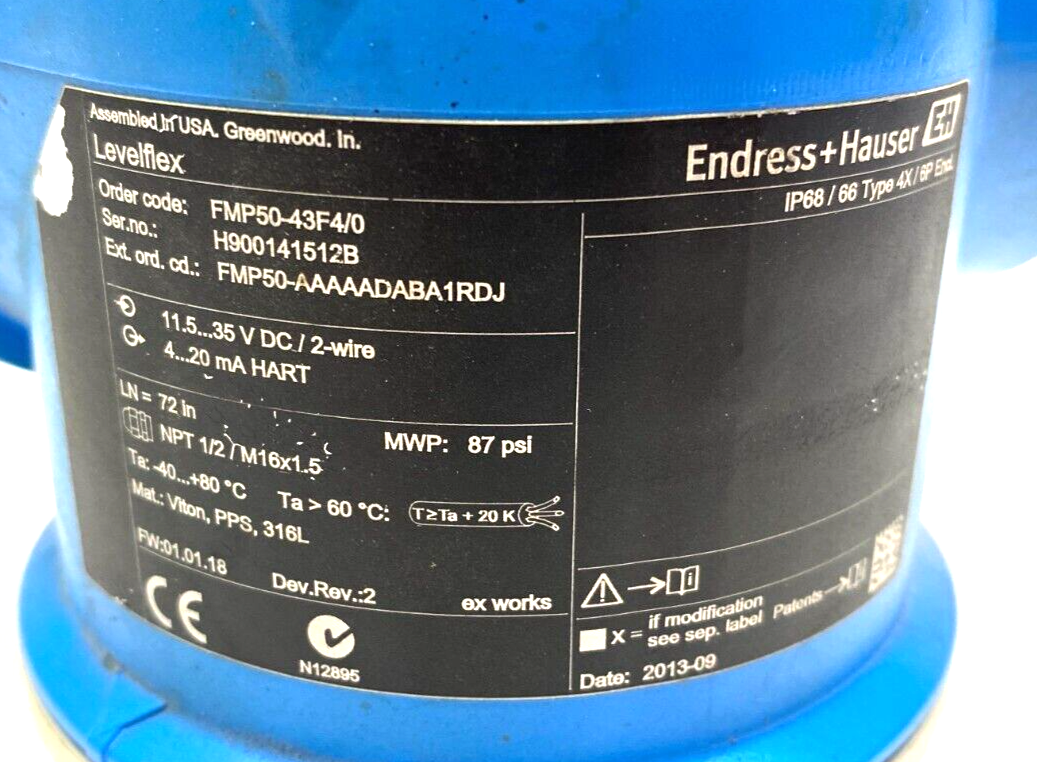 Assembled in USA. Greenwood. In.
Levelflex
Endress+Hauser EH
IP68 / 66 Type 4X / 6P Encl.
Order code: FMP50-43F4/0
Ser.no.: H900141512B
Ext. ord. cd.: FMP50-AAAAADABA1RDJ
11.5...35 V DC / 2-wire
4...20 mA HART
LN = 72 in
MWP: 87 psi
NPT 1/2 / M16x1.5
Ta: -40...+80 °C
Ta > 60 °C: T≥Ta + 20 K
Mat.: Viton, PPS, 316L
FW:01.01.18
Dev.Rev.:2
ex works
CE
N12895
i
X = if modification
see sep. label
Patents
i
Date: 2013-09